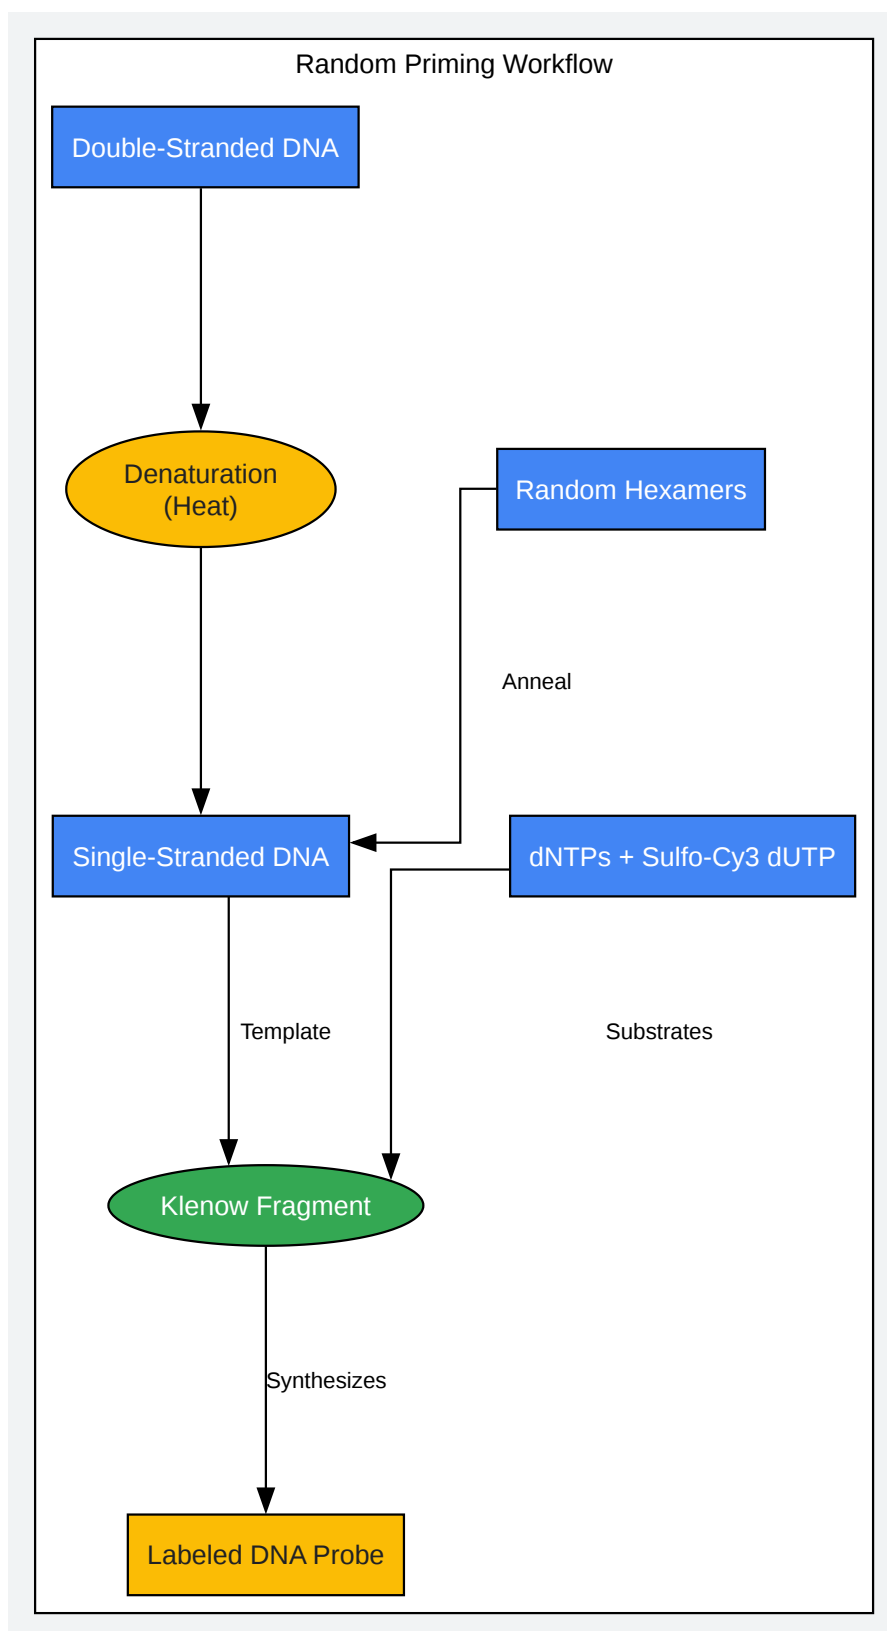 Random Priming Workflow
Double-Stranded DNA
Denaturation
(Heat)
Random Hexamers
Anneal
Single-Stranded DNA
dNTPs + Sulfo-Cy3 dUTP
Template
Substrates
Klenow Fragment
Synthesizes
Labeled DNA Probe